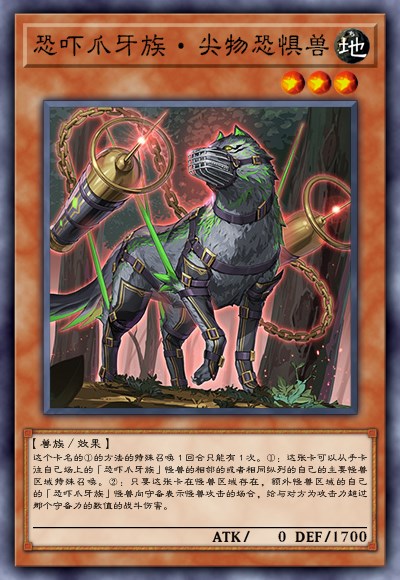 恐吓爪牙族・尖物恐惧兽
地
【兽族／效果】
这个卡名的①的方法的特殊召唤1回合只能有1次。①：这张卡可以从手卡
往自己场上的「恐吓爪牙族」怪兽的相邻的或者相同纵列的自己的主要怪兽
区域特殊召唤。②：只要这张卡在怪兽区域存在，额外怪兽区域的自己
的「恐吓爪牙族」怪兽向守备表示怪兽攻击的场合，给与对方为攻击力超过
那个守备力的数值的战斗伤害。
ATK/ 0 DEF/1700